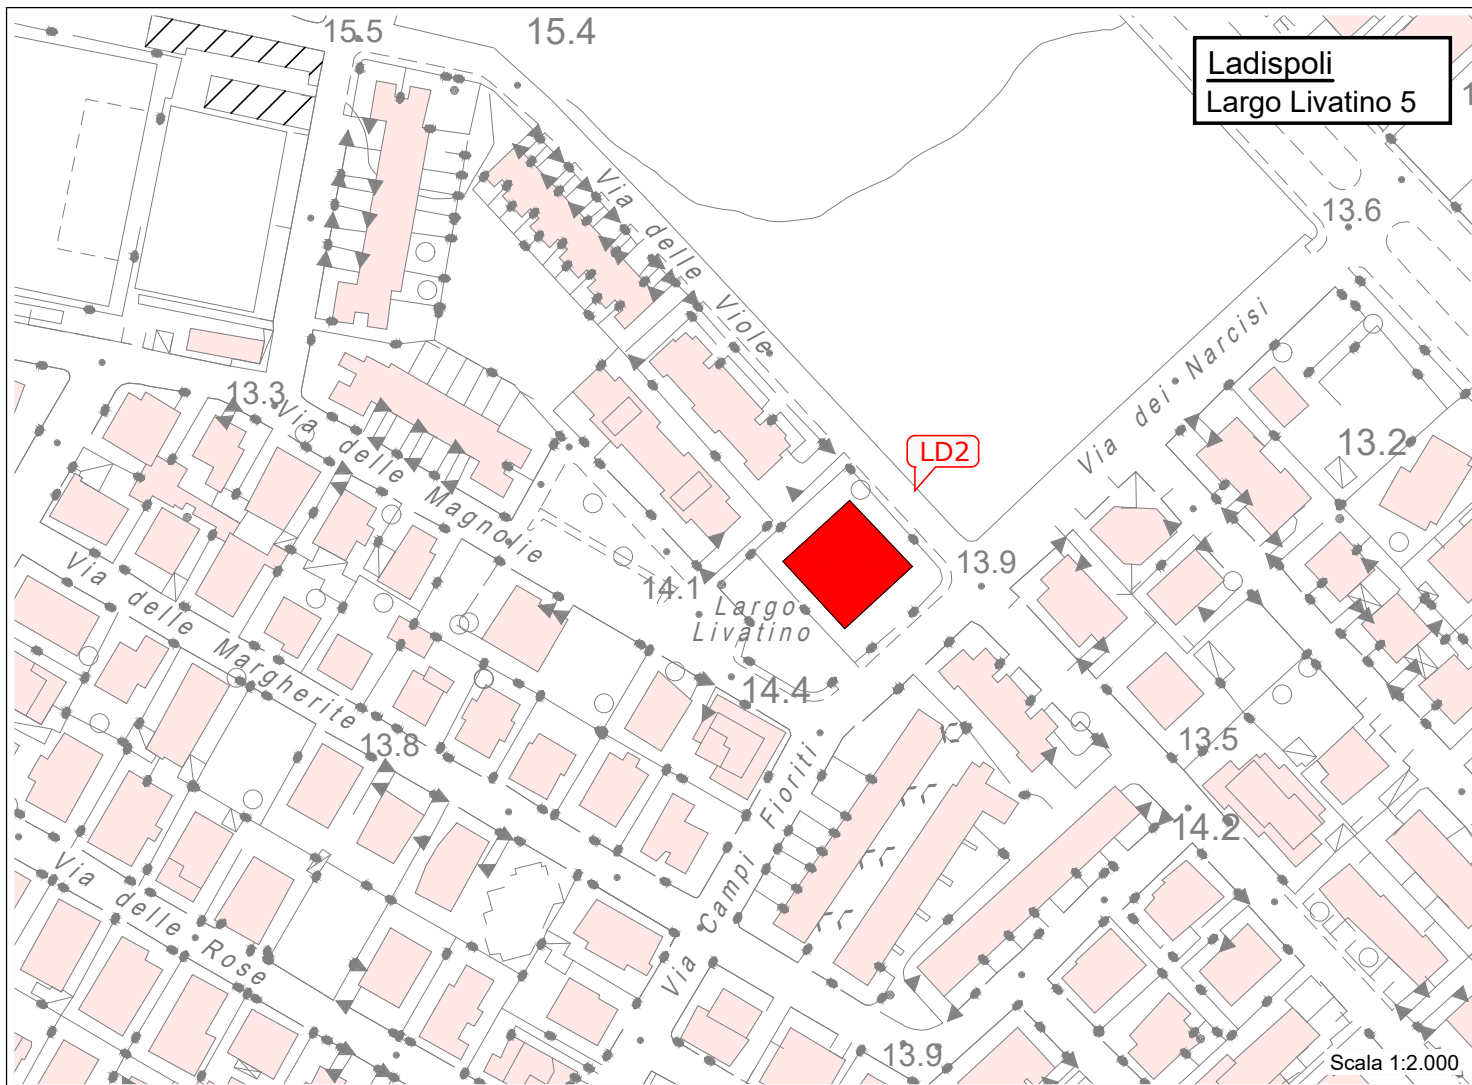 15.5
15.4
Ladispoli
Largo Livatino 5
13.6
Via delle Viole
Via dei Narcisi
13.3
Via delle Magnolie
13.2
LD2
13.9
14.1
Largo
Livatino
Via delle Margherite
14.4
13.8
13.5
Via Campi Fioriti
14.2
Via delle Rose
13.9
Scala 1:2.000